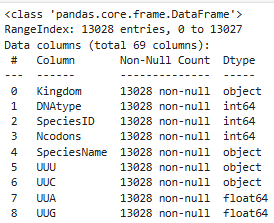 <class 'pandas.core.frame.DataFrame'>
RangeIndex: 13028 entries, 0 to 13027
Data columns (total 69 columns):
 #   Column       Non-Null Count  Dtype
---  ------       --------------  -----
 0   Kingdom      13028 non-null  object
 1   DNAtype      13028 non-null  int64
 2   SpeciesID    13028 non-null  int64
 3   Ncodons      13028 non-null  int64
 4   SpeciesName  13028 non-null  object
 5   UUU          13028 non-null  object
 6   UUC          13028 non-null  object
 7   UUA          13028 non-null  float64
 8   UUG          13028 non-null  float64